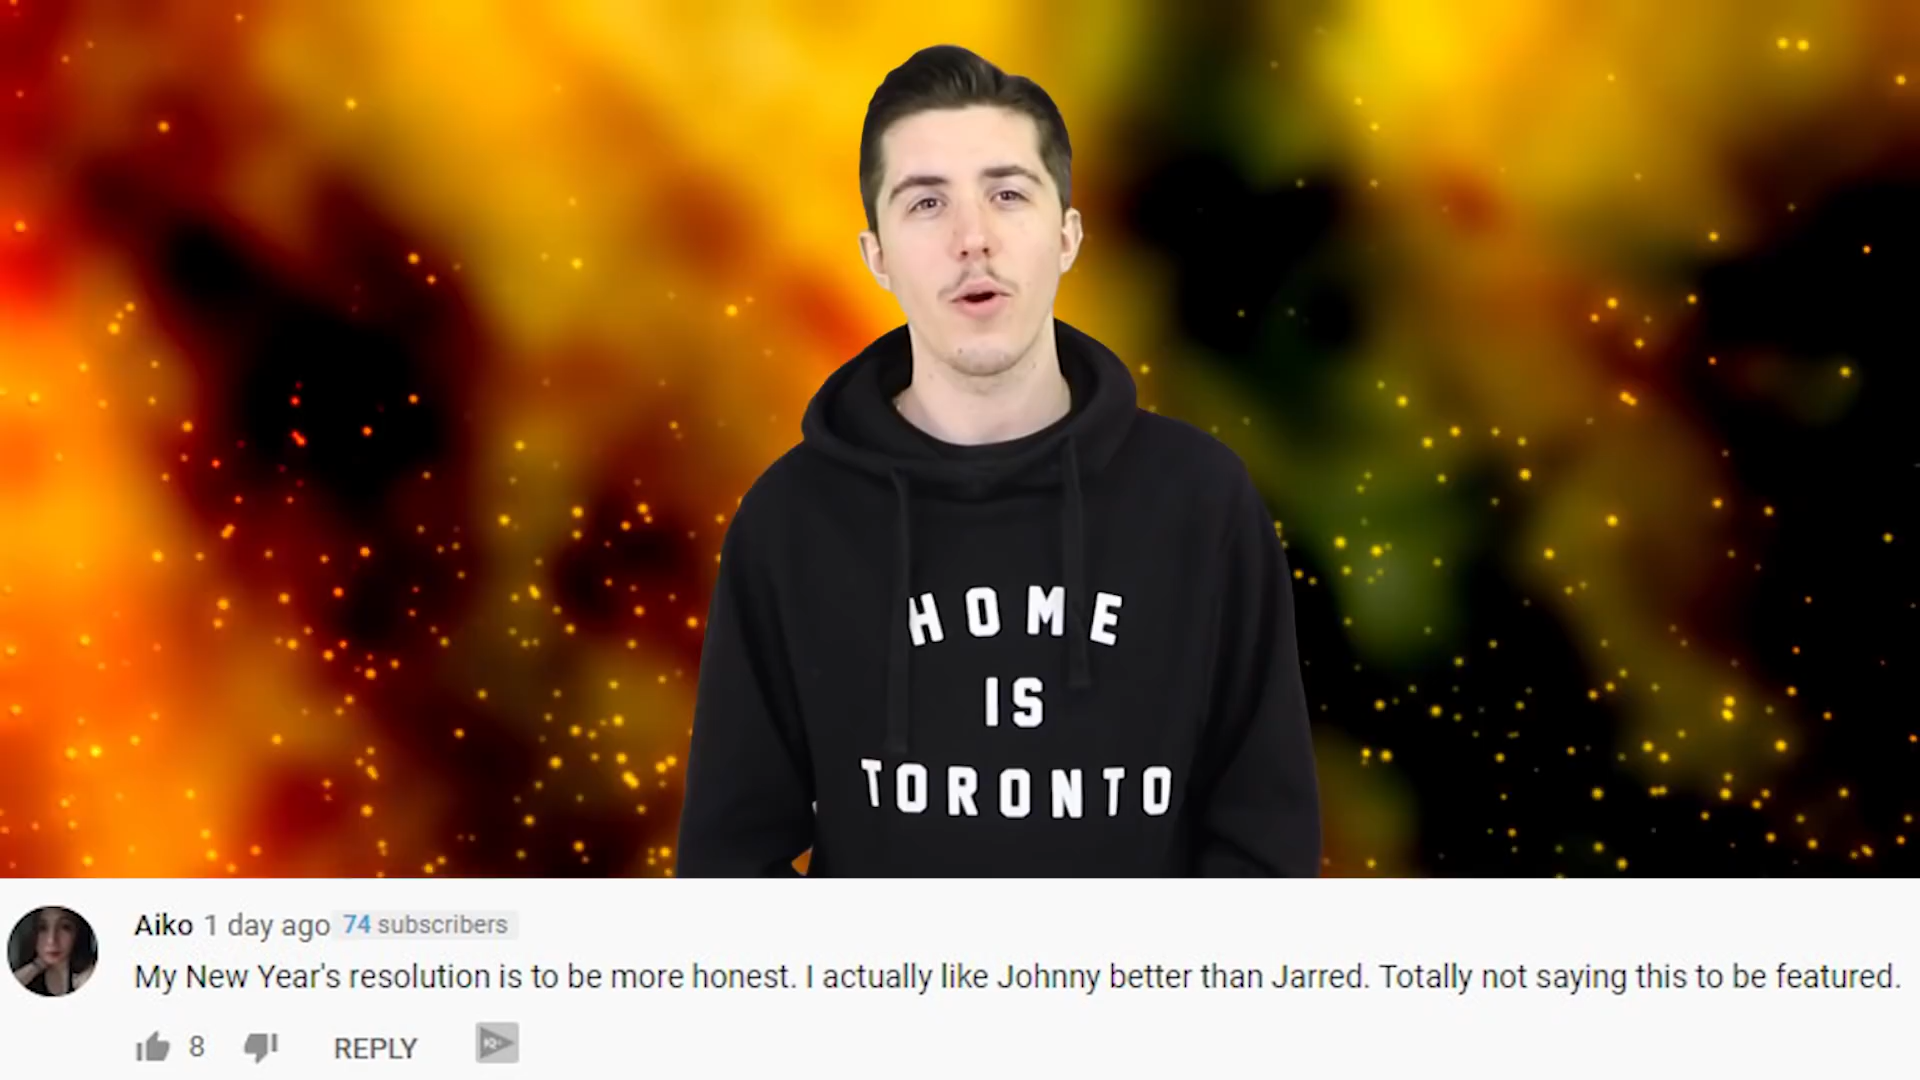 HOME
IS
TORONTO
Aiko 1 day ago 74 subscribers
My New Year's resolution is to be more honest. I actually like Johnny better than Jarred. Totally not saying this to be featured.
8 REPLY